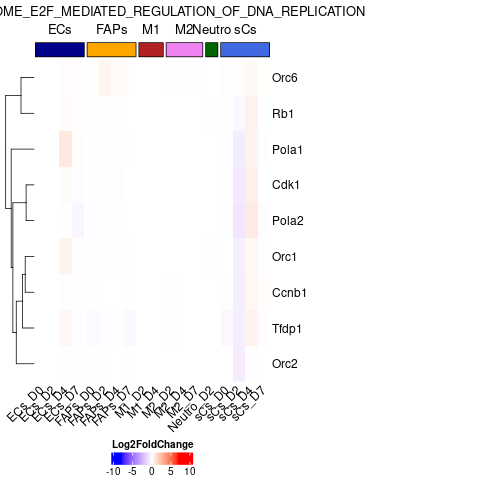 OME_E2F_MEDIATED_REGULATION_OF_DNA_REPLICATION
ECs FAPs M1 M2 Neutro sCs
Orc6
Rb1
Pola1
Cdk1
Pola2
Orc1
Ccnb1
Tfdp1
Orc2
ECs_D0 ECs_D2 ECs_D4 ECs_D7 FAPs_D0 FAPs_D2 FAPs_D4 FAPs_D7 M1_D2 M1_D4 M2_D2 M2_D4 M2_D7 Neutro_D2 sCs_D0 sCs_D2 sCs_D4 sCs_D7
Log2FoldChange
-10 -5 0 5 10